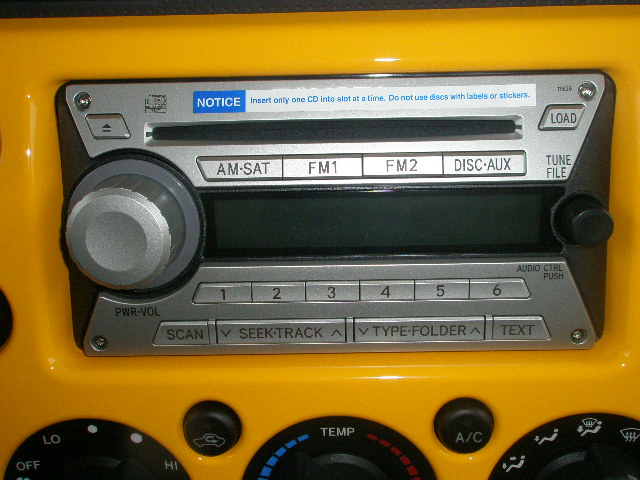 NOTICE Insert only one CD into slot at a time. Do not use discs with labels or stickers.
LOAD
AM·SAT FM1 FM2 DISC·AUX
TUNE
FILE
AUDIO CTRL
PUSH
1 2 3 4 5 6
PWR·VOL
SCAN SEEK·TRACK TYPE·FOLDER TEXT
LO
OFF
HI
TEMP
A/C